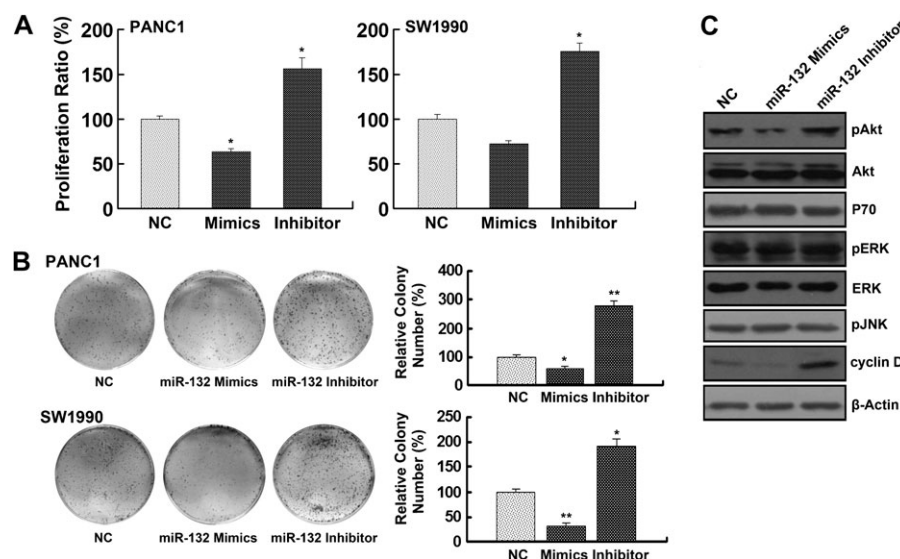 A
PANC1
SW1990
Proliferation Ratio (%)
200
150
100
50
0
*
*
NC
Mimics
Inhibitor
200
150
100
50
0
*
NC
Mimics
Inhibitor
B
PANC1
NC
miR-132 Mimics
miR-132 Inhibitor
Relative Colony
Number (%)
400
300
200
100
0
*
**
NC
Mimics
Inhibitor
SW1990
NC
miR-132 Mimics
miR-132 Inhibitor
Relative Colony
Number (%)
250
200
150
100
50
0
**
*
NC
Mimics
Inhibitor
C
NC
miR-132 Mimics
miR-132 Inhibitor
pAkt
Akt
P70
pERK
ERK
pJNK
cyclin D
β-Actin